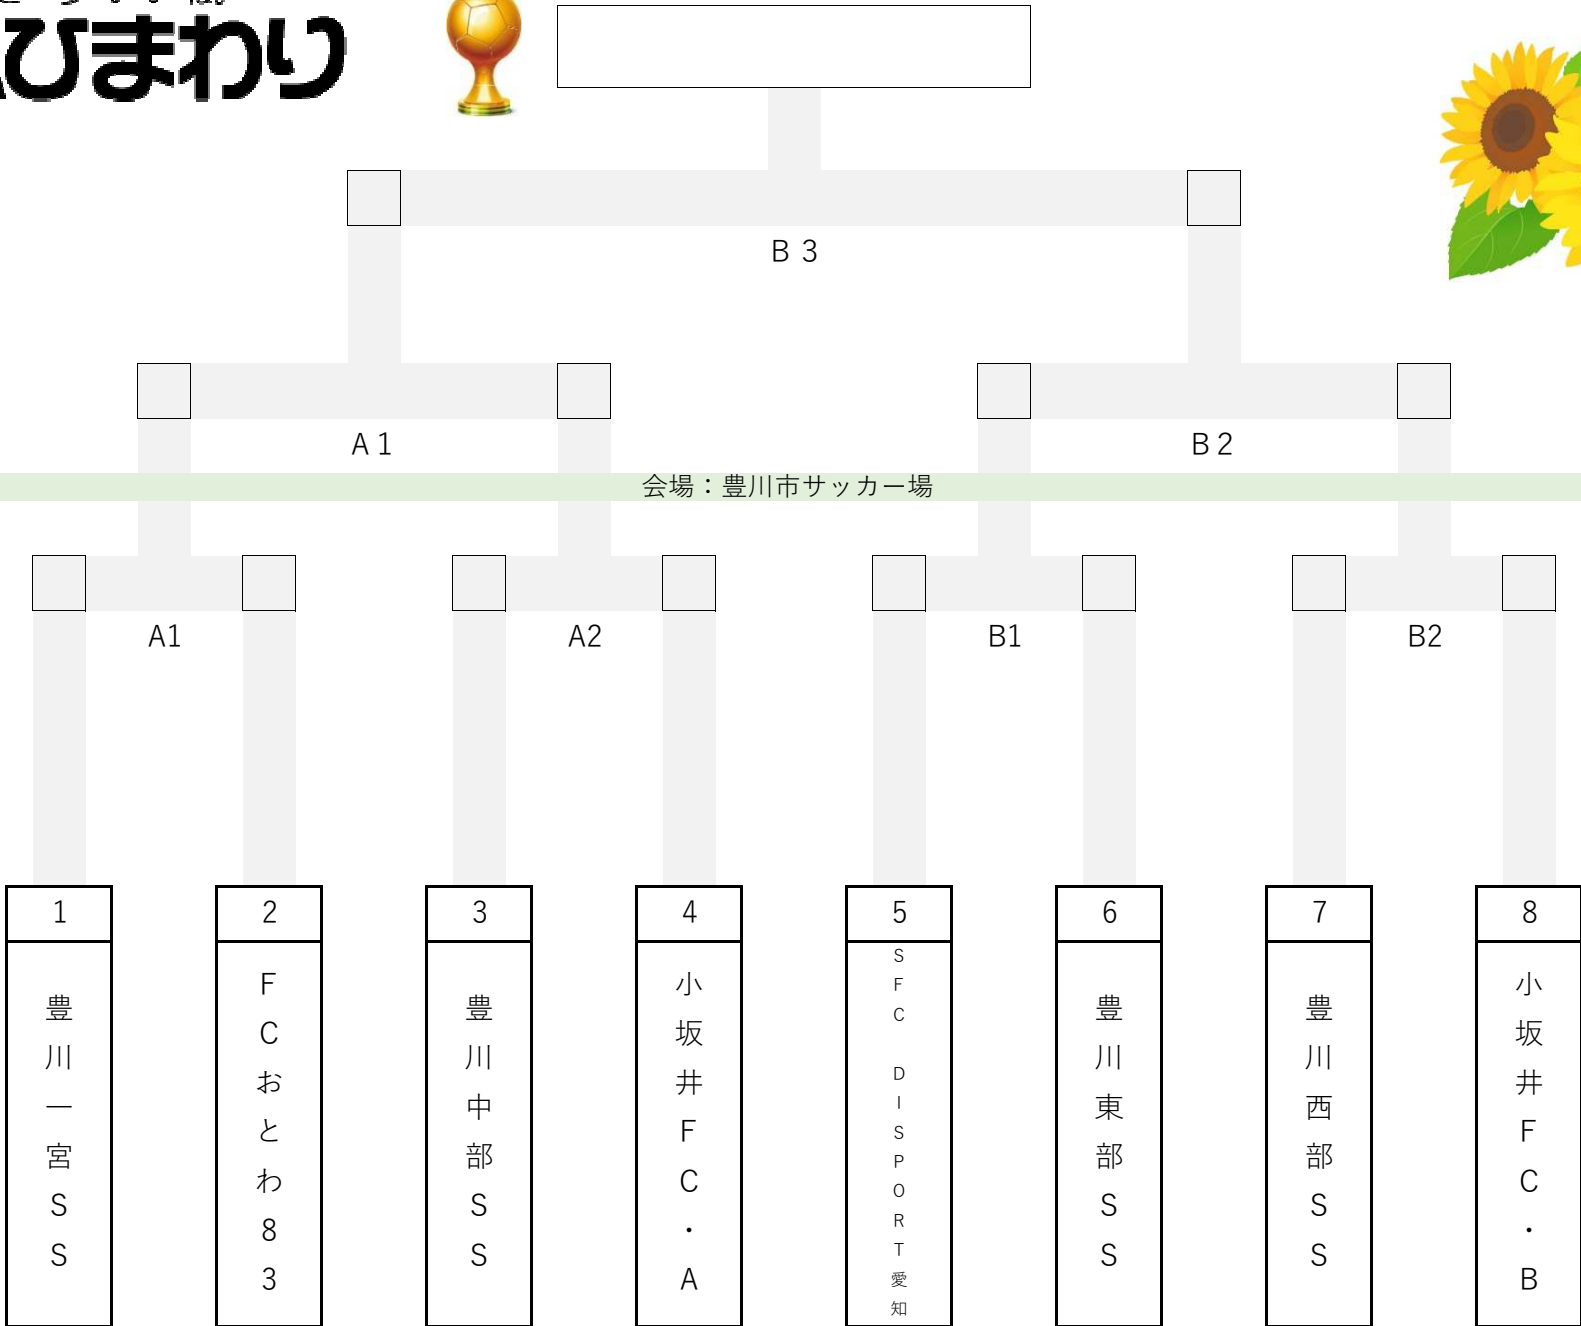 ひまわり
B 3
A 1
B 2
会場：豊川市サッカー場
A1
A2
B1
B2
1
2
3
4
5
6
7
8
豊川一宮SS
FCおとわ83
豊川中部SS
小坂井FC・A
SFC DISPORT愛知
豊川東部SS
豊川西部SS
小坂井FC・B